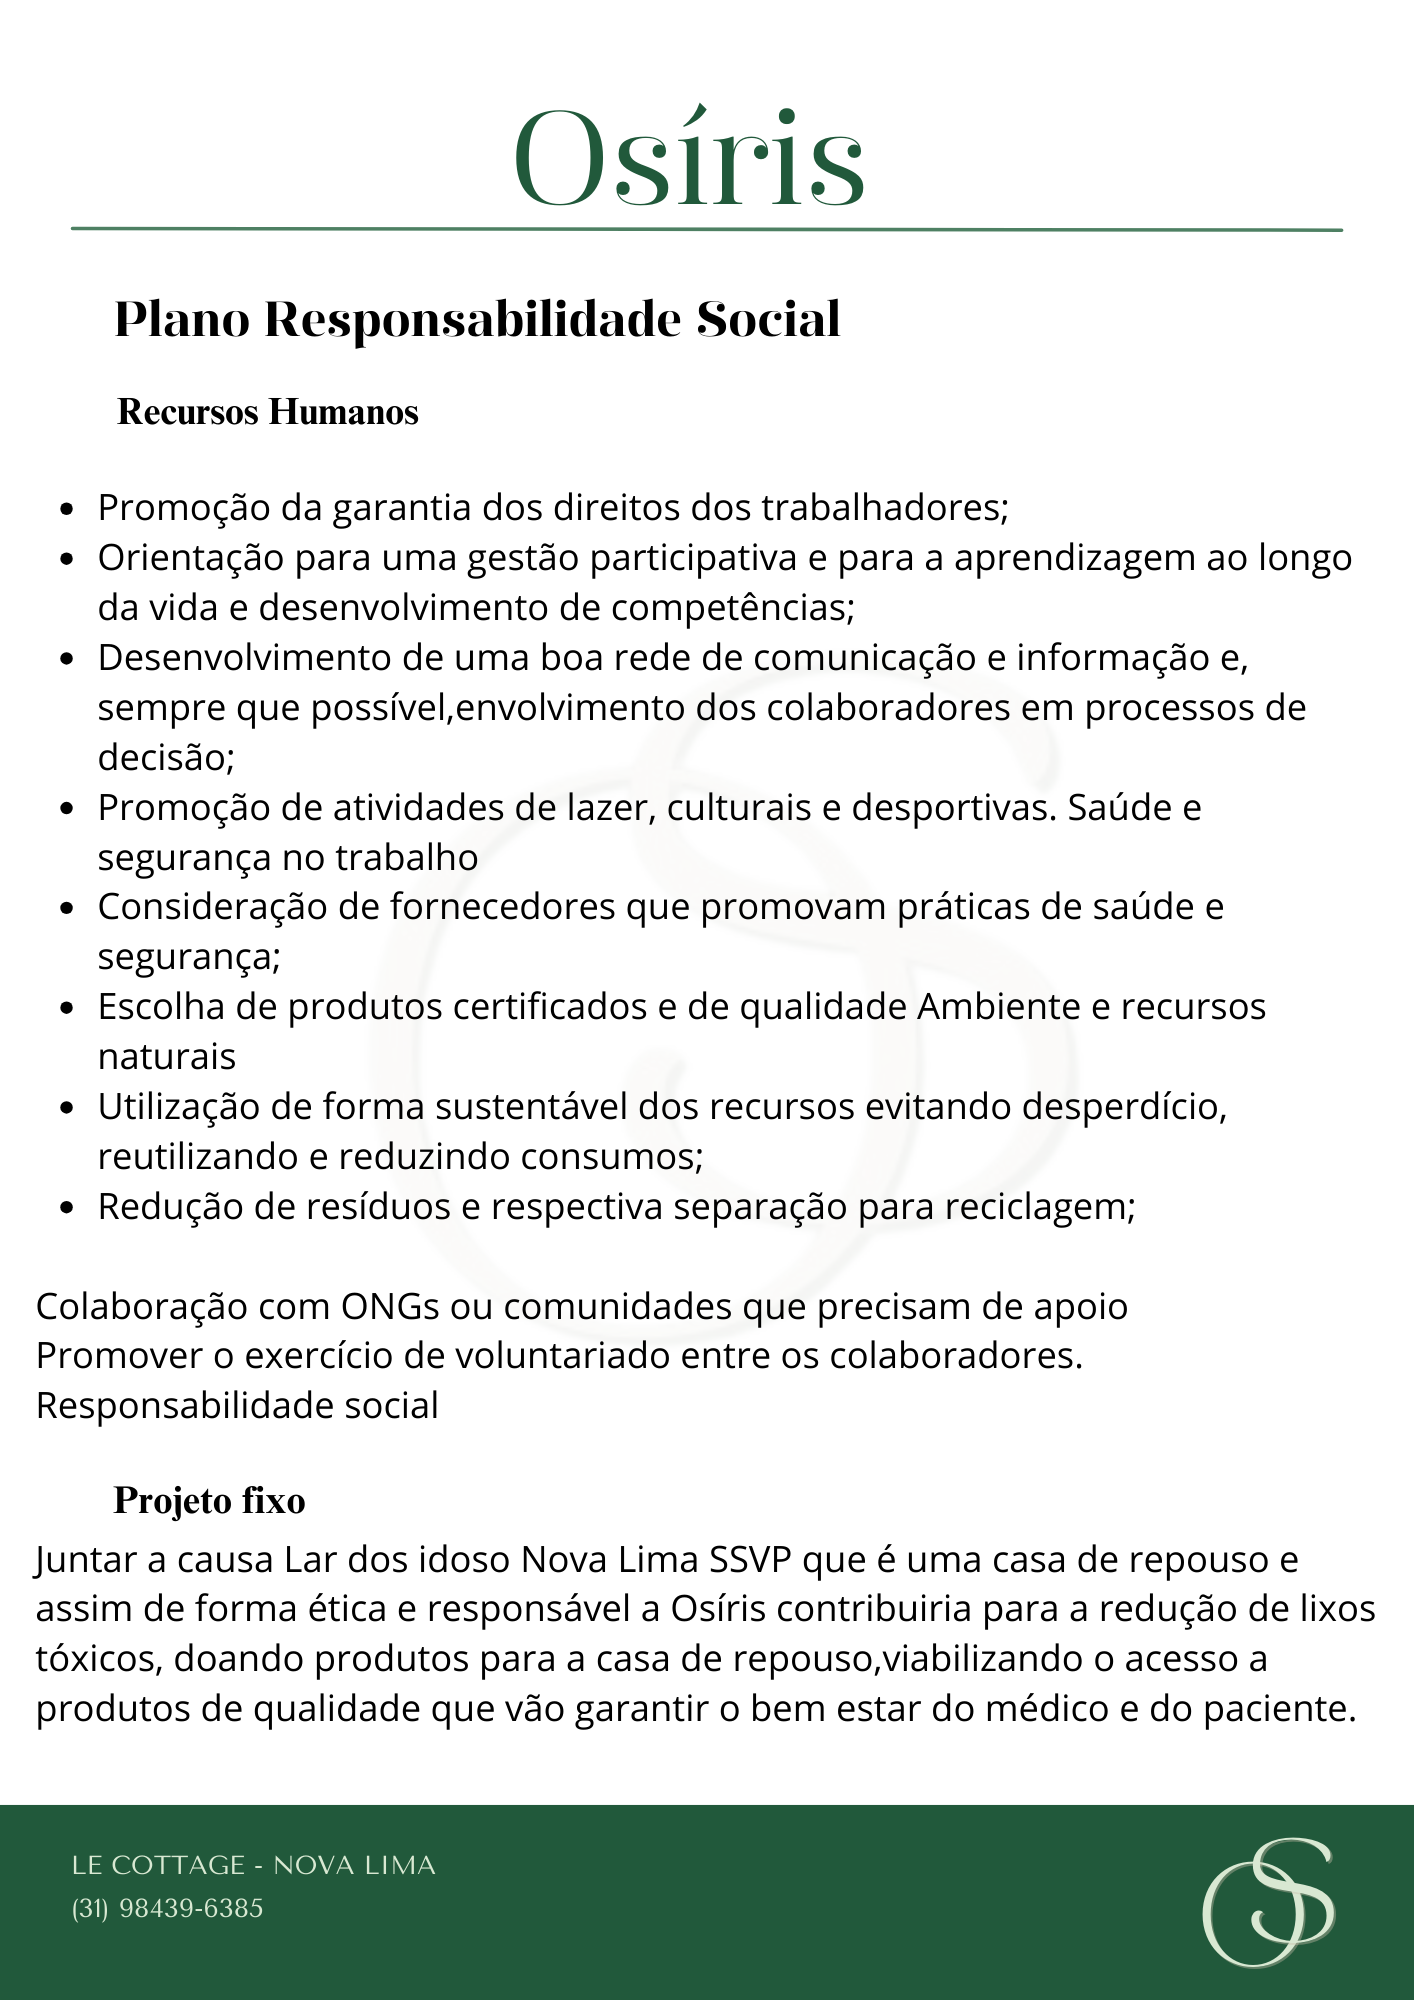 Osíris
Plano Responsabilidade Social
Recursos Humanos
• Promoção da garantia dos direitos dos trabalhadores;
• Orientação para uma gestão participativa e para a aprendizagem ao longo
da vida e desenvolvimento de competências;
• Desenvolvimento de uma boa rede de comunicação e informação e,
sempre que possível,envolvimento dos colaboradores em processos de
decisão;
• Promoção de atividades de lazer, culturais e desportivas. Saúde e
segurança no trabalho
• Consideração de fornecedores que promovam práticas de saúde e
segurança;
• Escolha de produtos certificados e de qualidade Ambiente e recursos
naturais
• Utilização de forma sustentável dos recursos evitando desperdício,
reutilizando e reduzindo consumos;
• Redução de resíduos e respectiva separação para reciclagem;
Colaboração com ONGs ou comunidades que precisam de apoio
Promover o exercício de voluntariado entre os colaboradores.
Responsabilidade social
Projeto fixo
Juntar a causa Lar dos idoso Nova Lima SSVP que é uma casa de repouso e
assim de forma ética e responsável a Osíris contribuiria para a redução de lixos
tóxicos, doando produtos para a casa de repouso,viabilizando o acesso a
produtos de qualidade que vão garantir o bem estar do médico e do paciente.
LE COTTAGE - NOVA LIMA
(31) 98439-6385
OS